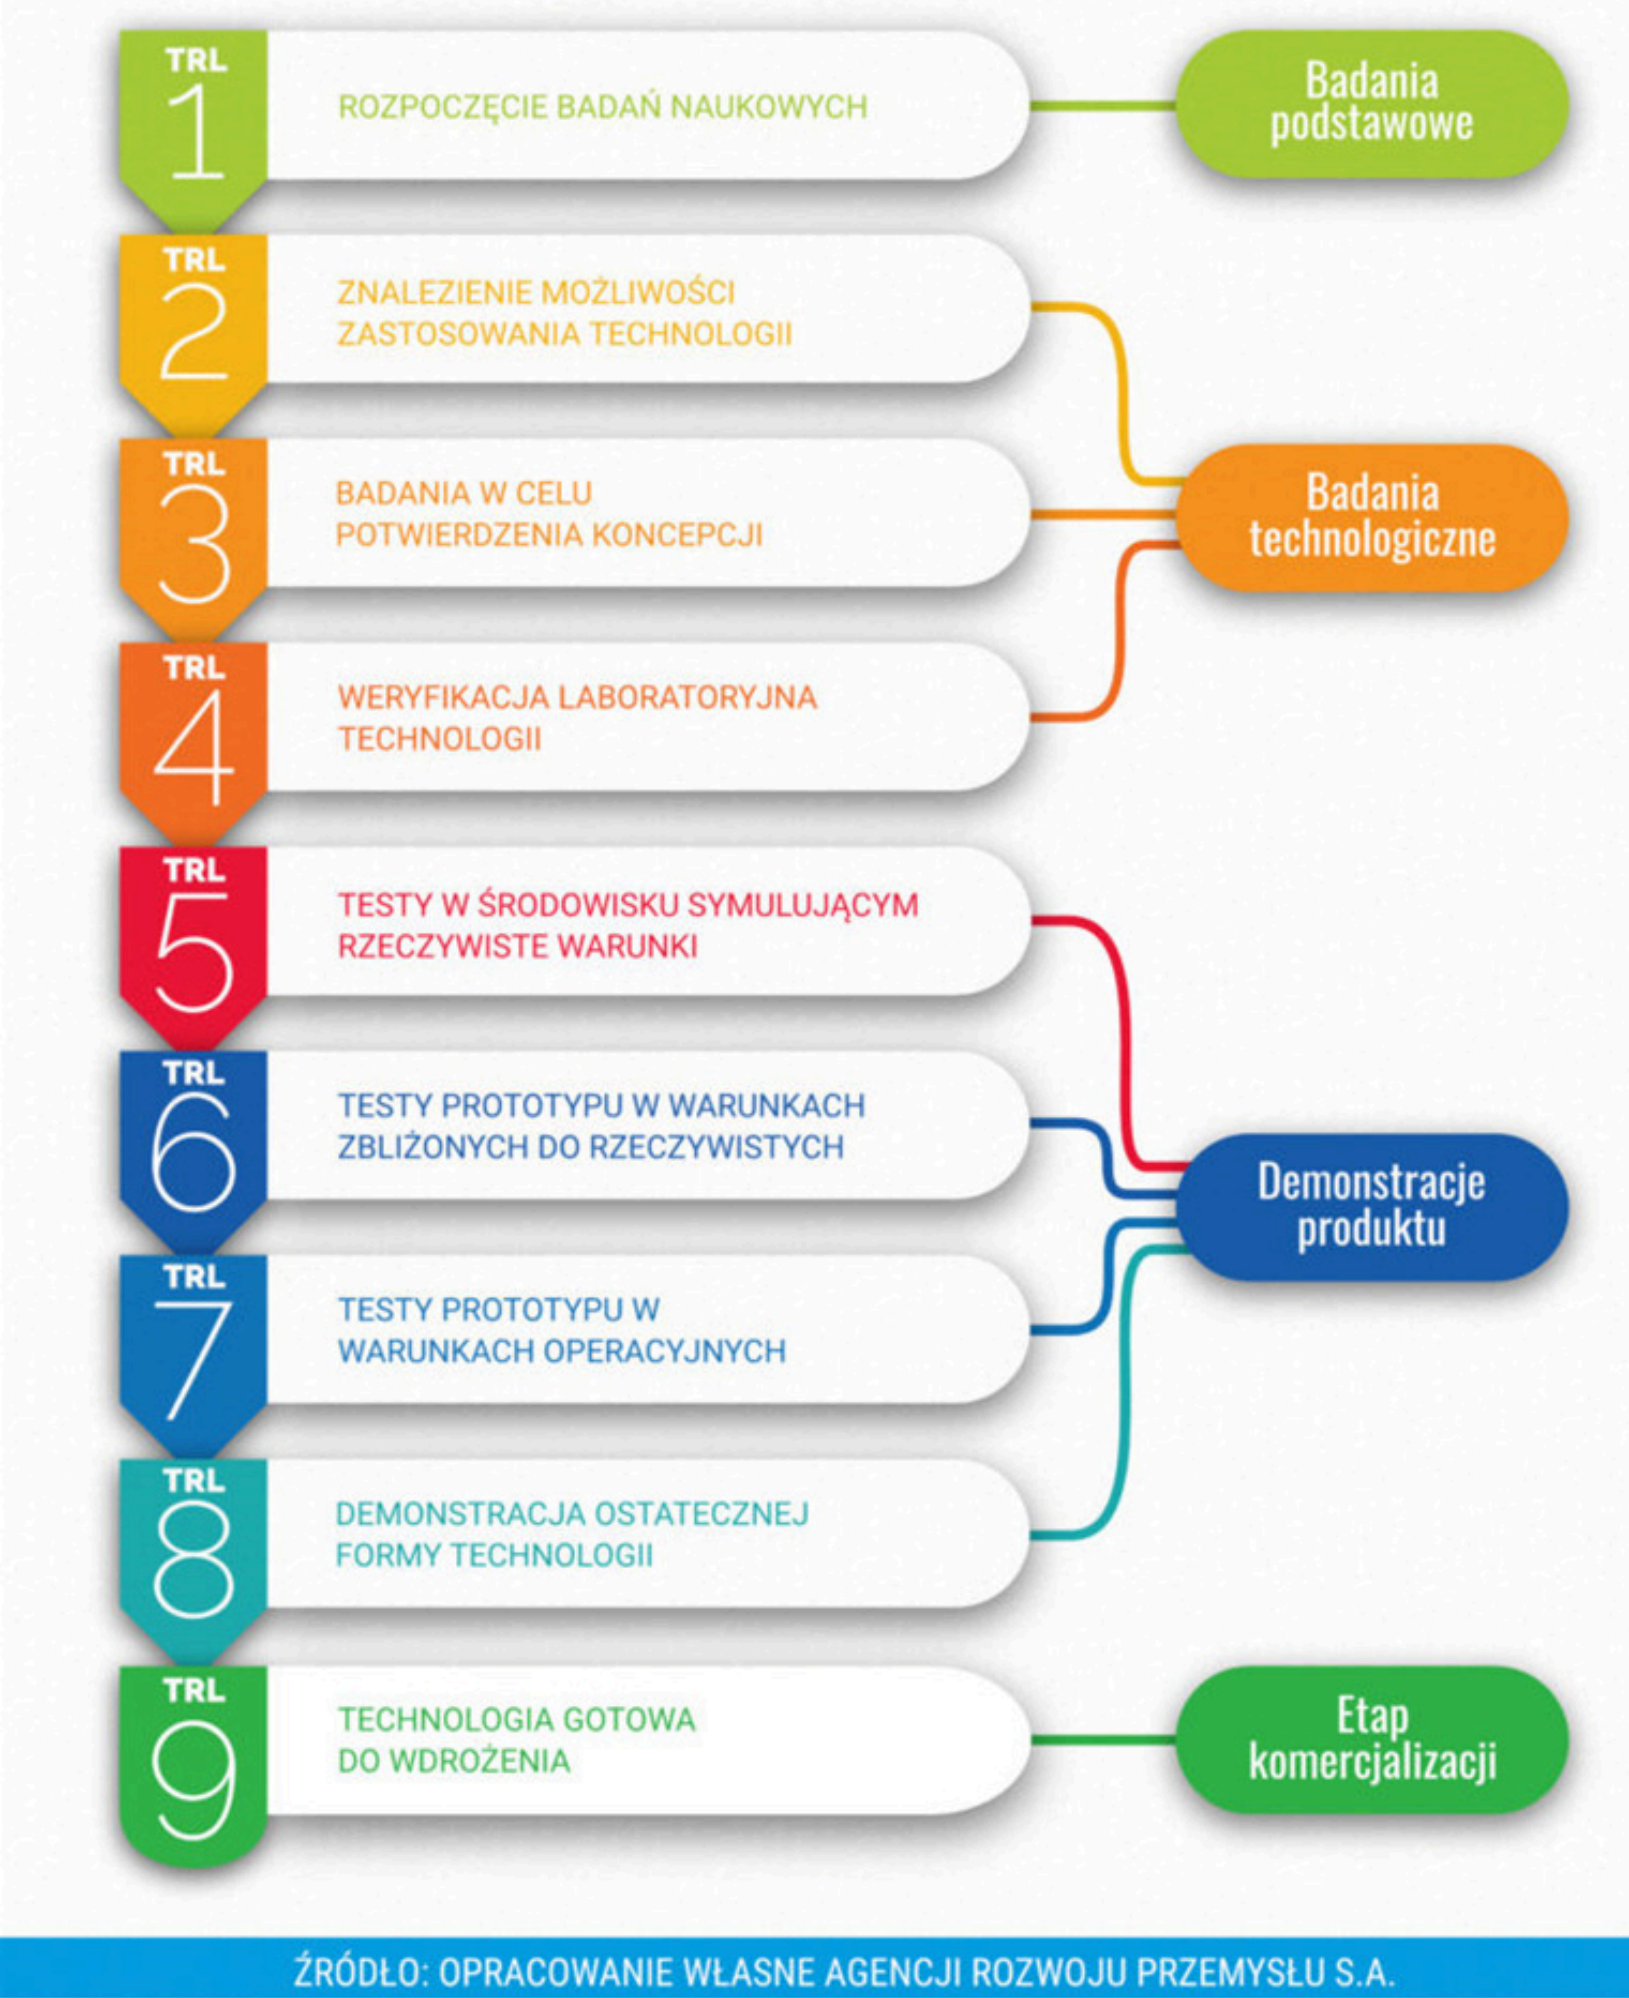 TRL
1
ROZPOCZĘCIE BADAŃ NAUKOWYCH
Badania
podstawowe
TRL
2
ZNALEZIENIE MOŻLIWOŚCI
ZASTOSOWANIA TECHNOLOGII
TRL
3
BADANIA W CELU
POTWIERDZENIA KONCEPCJI
Badania
technologiczne
TRL
4
WERYFIKACJA LABORATORYJNA
TECHNOLOGII
TRL
5
TESTY W ŚRODOWISKU SYMULUJĄCYM
RZECZYWISTE WARUNKI
TRL
6
TESTY PROTOTYPU W WARUNKACH
ZBLIŻONYCH DO RZECZYWISTYCH
Demonstracje
produktu
TRL
7
TESTY PROTOTYPU W
WARUNKACH OPERACYJNYCH
TRL
8
DEMONSTRACJA OSTATECZNEJ
FORMY TECHNOLOGII
TRL
9
TECHNOLOGIA GOTOWA
DO WDROŻENIA
Etap
komercjalizacji
ŹRÓDŁO: OPRACOWANIE WŁASNE AGENCJI ROZWOJU PRZEMYSŁU S.A.